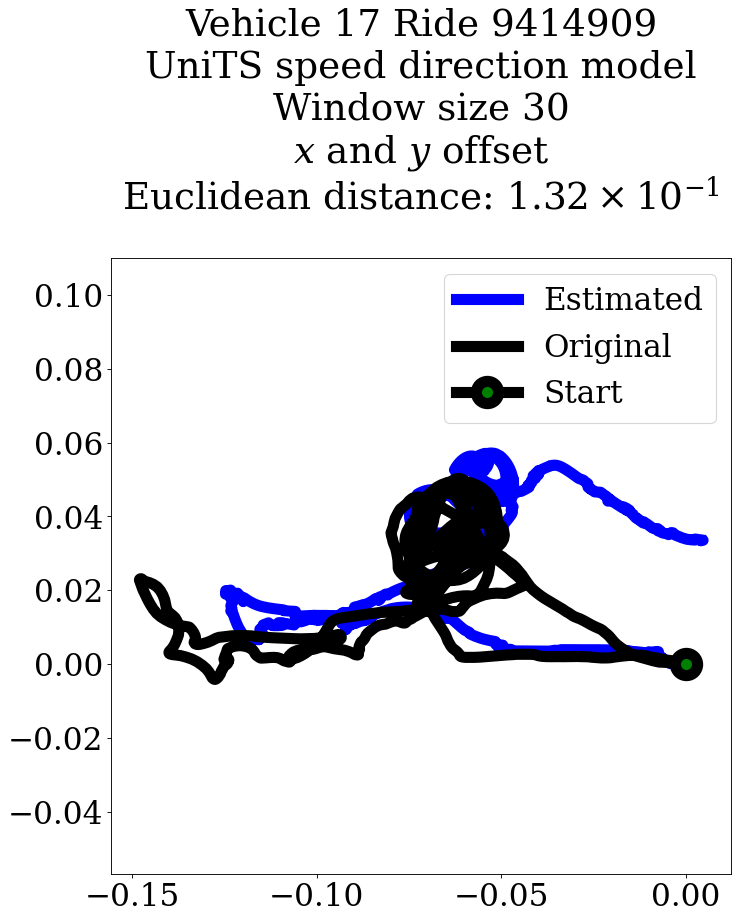 Vehicle 17 Ride 9414909
UniTS speed direction model
Window size 30
x and y offset
Euclidean distance: 1.32 × 10⁻¹
Estimated
Original
Start
0.10
0.08
0.06
0.04
0.02
0.00
−0.02
−0.04
−0.15
−0.10
−0.05
0.00